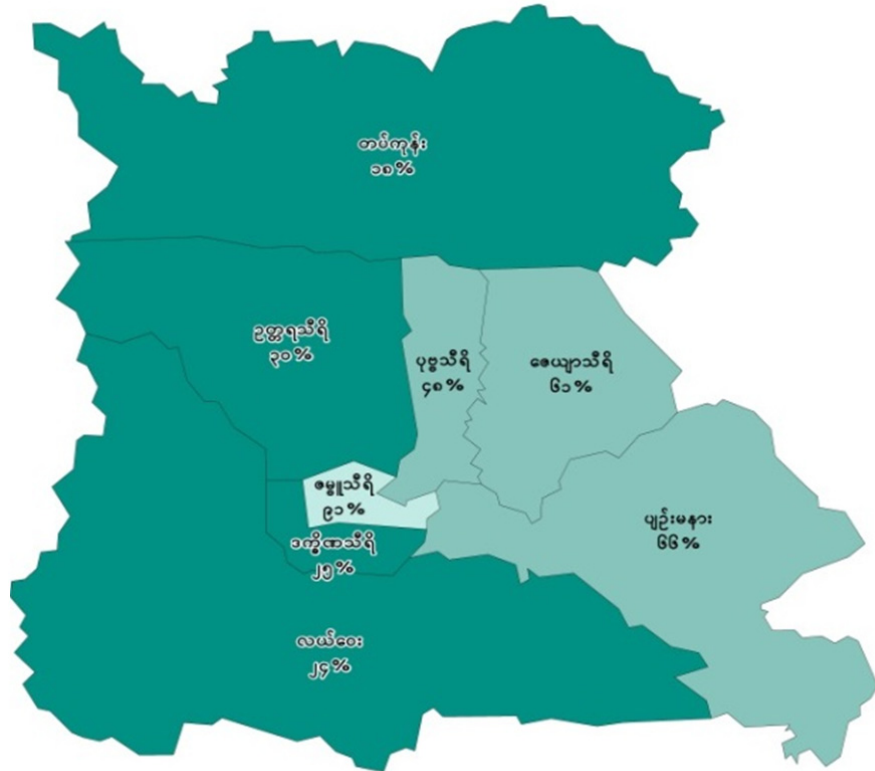 တပ်ကုန်း
၁၈%
ဥတ္တရသီရိ
၃၀%
ပုဗ္ဗသီရိ
၄၈%
ဇေယျာသီရိ
၆၁%
ဇမ္ဗူသီရိ
၉၁%
ပျဉ်းမနား
၆၆%
ဒက္ခိဏသီရိ
၂၅%
လယ်ဝေး
၂၄%